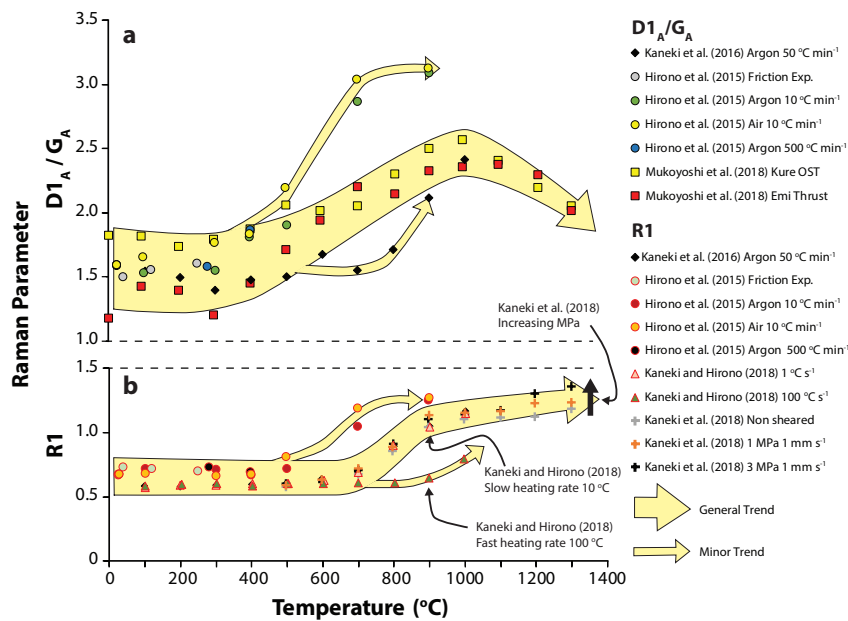 a
3.5
3.0
2.5
2.0
1.5
1.0
D1A/GA
Raman Parameter
Kaneki et al. (2018)
Increasing MPa
b
1.5
1.0
0.5
0
R1
Kaneki and Hirono (2018)
Slow heating rate 10 °C
Kaneki and Hirono (2018)
Fast heating rate 100 °C
0 200 400 600 800 1000 1200 1400
Temperature (°C)
D1A/GA
Kaneki et al. (2016) Argon 50 °C min-1
Hirono et al. (2015) Friction Exp.
Hirono et al. (2015) Argon 10 °C min-1
Hirono et al. (2015) Air 10 °C min-1
Hirono et al. (2015) Argon 500 °C min-1
Mukoyoshi et al. (2018) Kure OST
Mukoyoshi et al. (2018) Emi Thrust
R1
Kaneki et al. (2016) Argon 50 °C min-1
Hirono et al. (2015) Friction Exp.
Hirono et al. (2015) Argon 10 °C min-1
Hirono et al. (2015) Air 10 °C min-1
Hirono et al. (2015) Argon 500 °C min-1
Kaneki and Hirono (2018) 1 °C s-1
Kaneki and Hirono (2018) 100 °C s-1
Kaneki et al. (2018) Non sheared
Kaneki et al. (2018) 1 MPa 1 mm s-1
Kaneki et al. (2018) 3 MPa 1 mm s-1
General Trend
Minor Trend